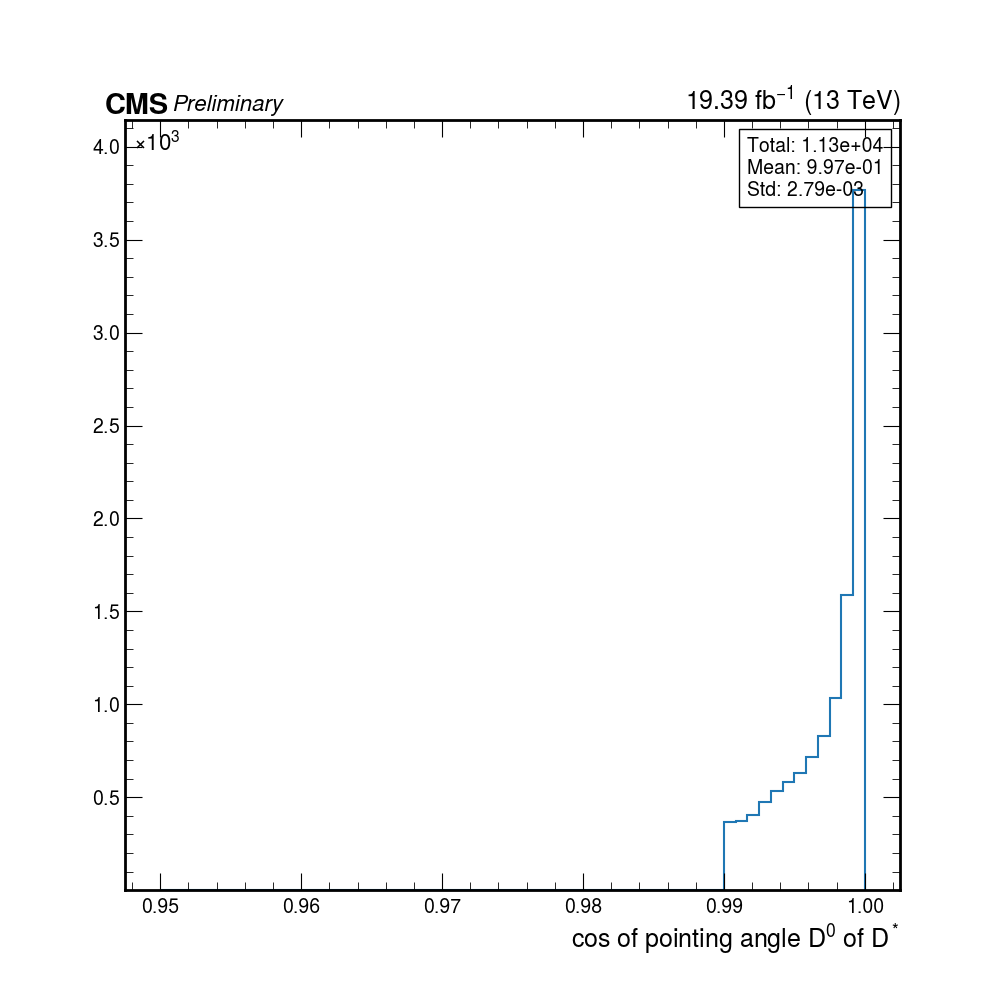 CMS Preliminary 19.39 fb⁻¹ (13 TeV)
×10³
Total: 1.13e+04
Mean: 9.97e-01
Std: 2.79e-03
4.0
3.5
3.0
2.5
2.0
1.5
1.0
0.5
0.95 0.96 0.97 0.98 0.99 1.00
cos of pointing angle D⁰ of D*